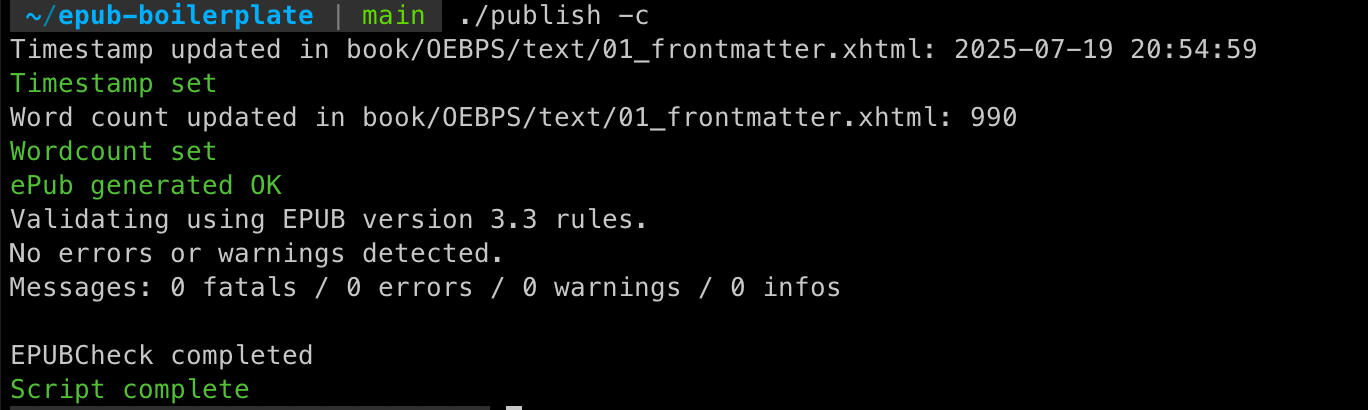 ~/epub-boilerplate | main ./publish -c
Timestamp updated in book/OEBPS/text/01_frontmatter.xhtml: 2025-07-19 20:54:59
Timestamp set
Word count updated in book/OEBPS/text/01_frontmatter.xhtml: 990
Wordcount set
ePub generated OK
Validating using EPUB version 3.3 rules.
No errors or warnings detected.
Messages: 0 fatals / 0 errors / 0 warnings / 0 infos
EPUBCheck completed
Script complete